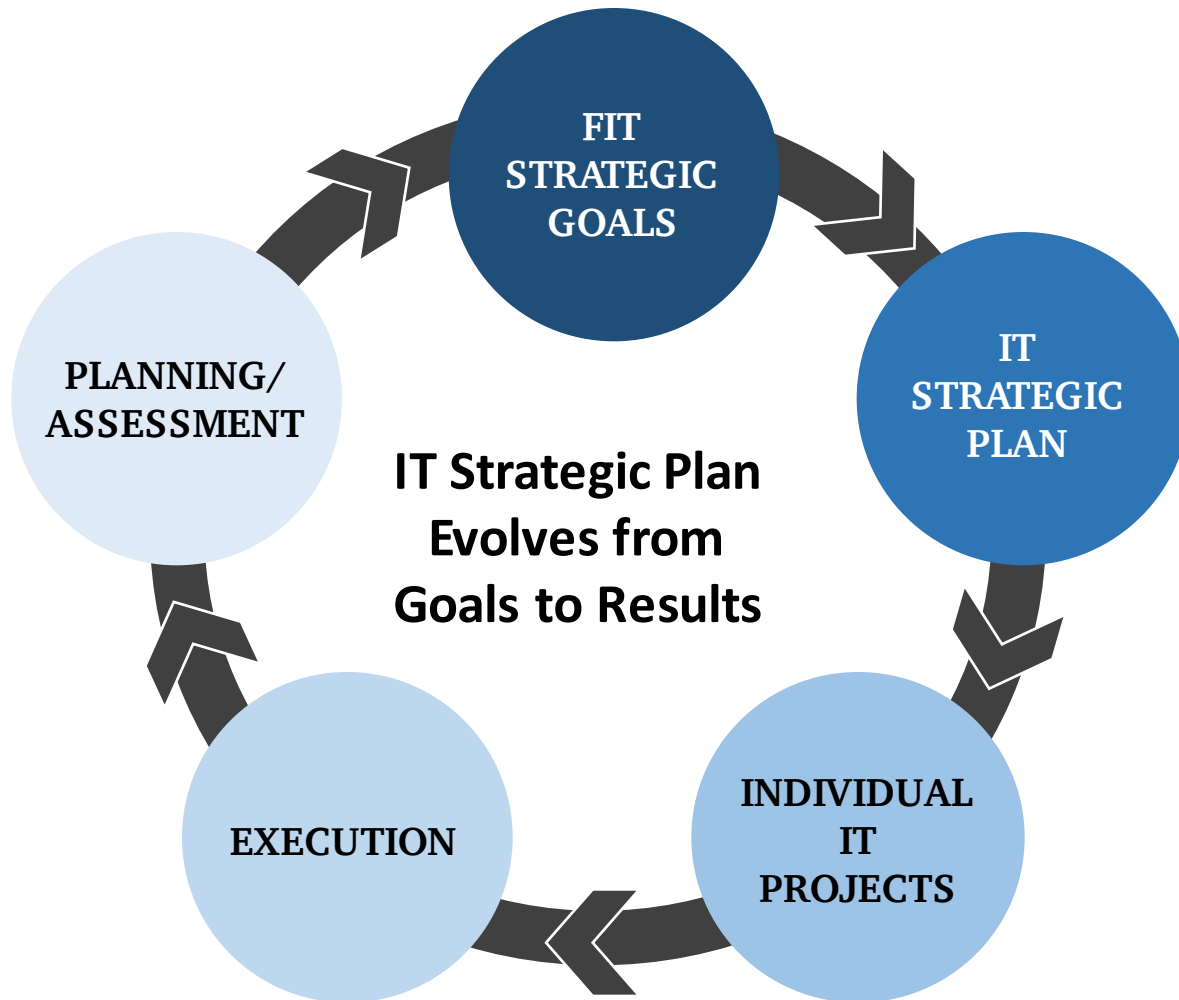 FIT
STRATEGIC
GOALS
IT
STRATEGIC
PLAN
INDIVIDUAL
IT
PROJECTS
EXECUTION
PLANNING/
ASSESSMENT
IT Strategic Plan
Evolves from
Goals to Results